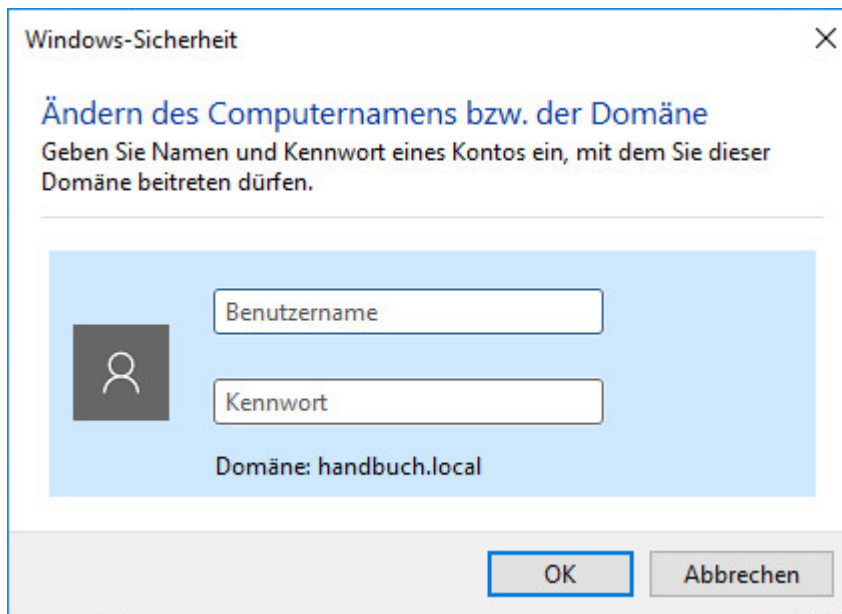 Windows-Sicherheit
Ändern des Computernamens bzw. der Domäne
Geben Sie Namen und Kennwort eines Kontos ein, mit dem Sie dieser
Domäne beitreten dürfen.
Benutzername
Kennwort
Domäne: handbuch.local
OK Abbrechen